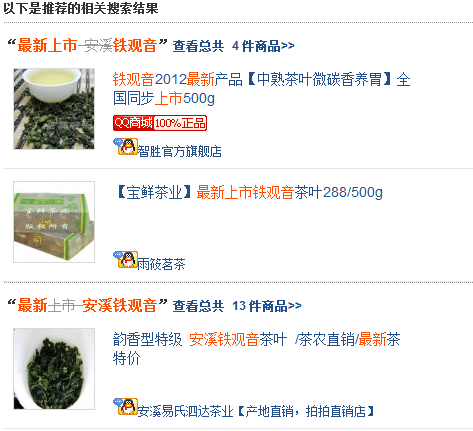 以下是推荐的相关搜索结果
“最新上市 安溪铁观音” 查看总共 4 件商品>>
铁观音2012最新产品【中熟茶叶微碳香养胃】全
国同步上市500g
QQ商城 100%正品
智胜官方旗舰店
【宝鲜茶业】最新上市铁观音茶叶288/500g
版权所有
雨筱茗茶
“最新上市 安溪铁观音” 查看总共 13 件商品>>
韵香型特级 安溪铁观音茶叶 /茶农直销/最新茶
特价
安溪易氏泗达茶业【产地直销，拍拍直销店】